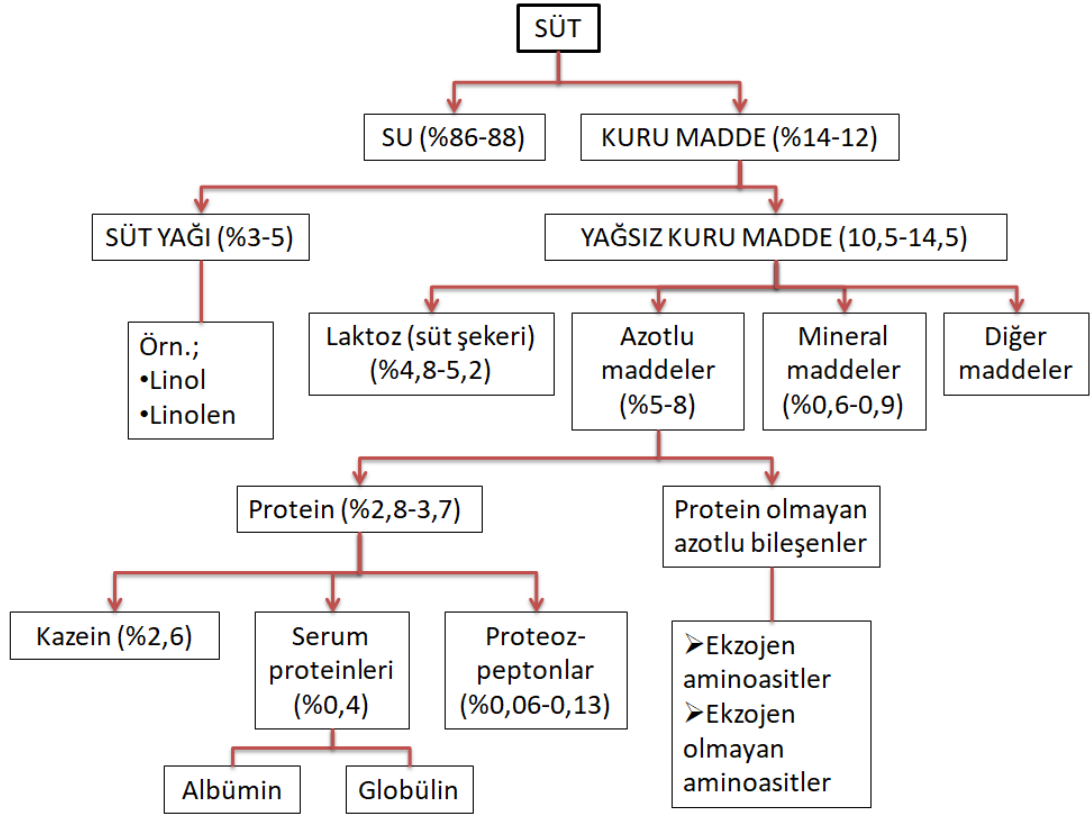 SÜT
SU (%86-88)
KURU MADDE (%14-12)
SÜT YAĞI (%3-5)
YAĞSIZ KURU MADDE (10,5-14,5)
Örn.;
•Linol
•Linolen
Laktoz (süt şekeri)
(%4,8-5,2)
Azotlu
maddeler
(%5-8)
Mineral
maddeler
(%0,6-0,9)
Diğer
maddeler
Protein (%2,8-3,7)
Protein olmayan
azotlu bileşenler
Kazein (%2,6)
Serum
proteinleri
(%0,4)
Proteoz-
peptonlar
(%0,06-0,13)
➢Ekzojen
aminoasitler
➢Ekzojen
olmayan
aminoasitler
Albümin
Globülin